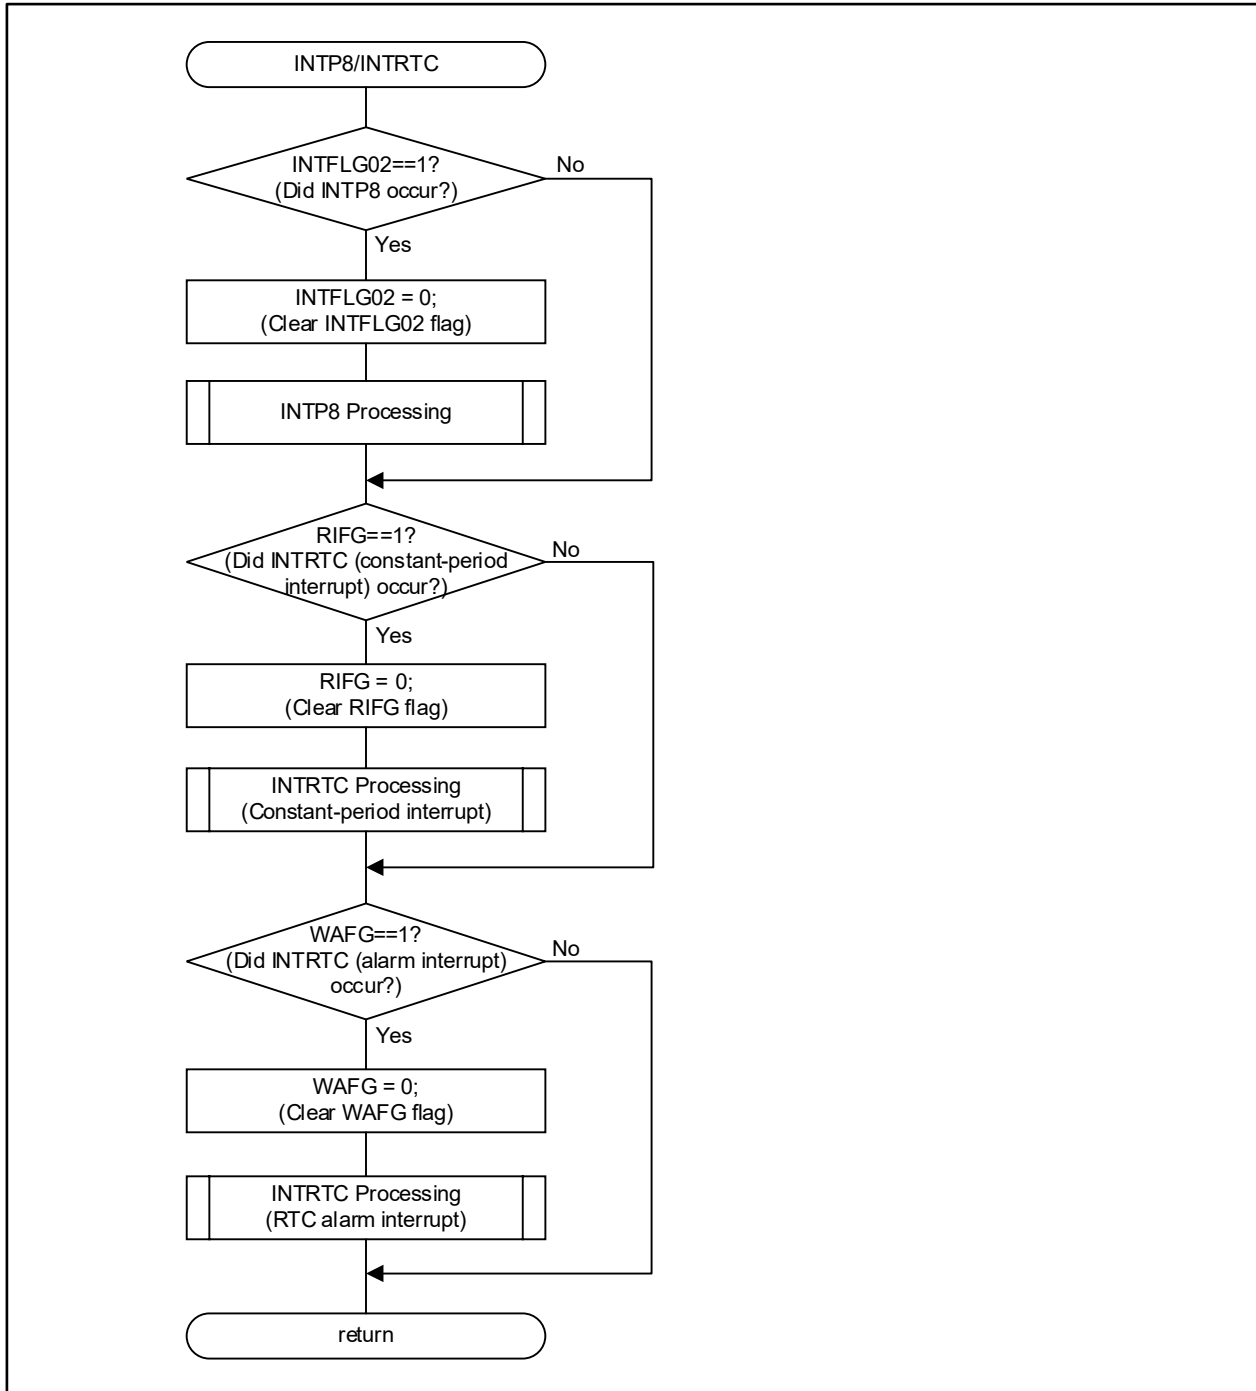 INTP8/INTRTC
INTFLG02==1?
(Did INTP8 occur?)
No
Yes
INTFLG02 = 0;
(Clear INTFLG02 flag)
INTP8 Processing
RIFG==1?
(Did INTRTC (constant-period
interrupt) occur?)
No
Yes
RIFG = 0;
(Clear RIFG flag)
INTRTC Processing
(Constant-period interrupt)
WAFG==1?
(Did INTRTC (alarm interrupt)
occur?)
No
Yes
WAFG = 0;
(Clear WAFG flag)
INTRTC Processing
(RTC alarm interrupt)
return